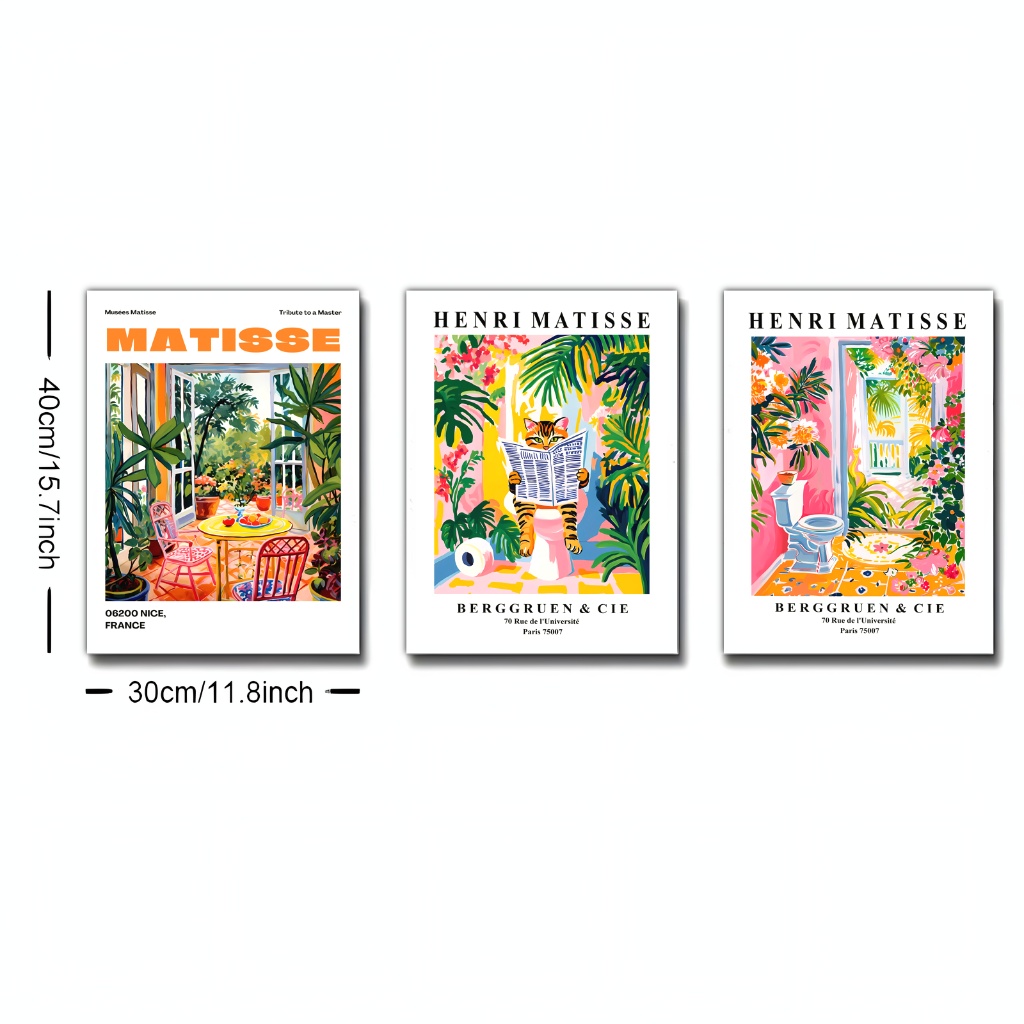 40cm/15.7inch
30cm/11.8inch
Musees Matisse
Tribute to a Master
MATISSE
06200 NICE,
FRANCE
HENRI MATISSE
BERGGRUEN & CIE
70 Rue de l'Université
Paris 75007
HENRI MATISSE
BERGGRUEN & CIE
70 Rue de l'Université
Paris 75007